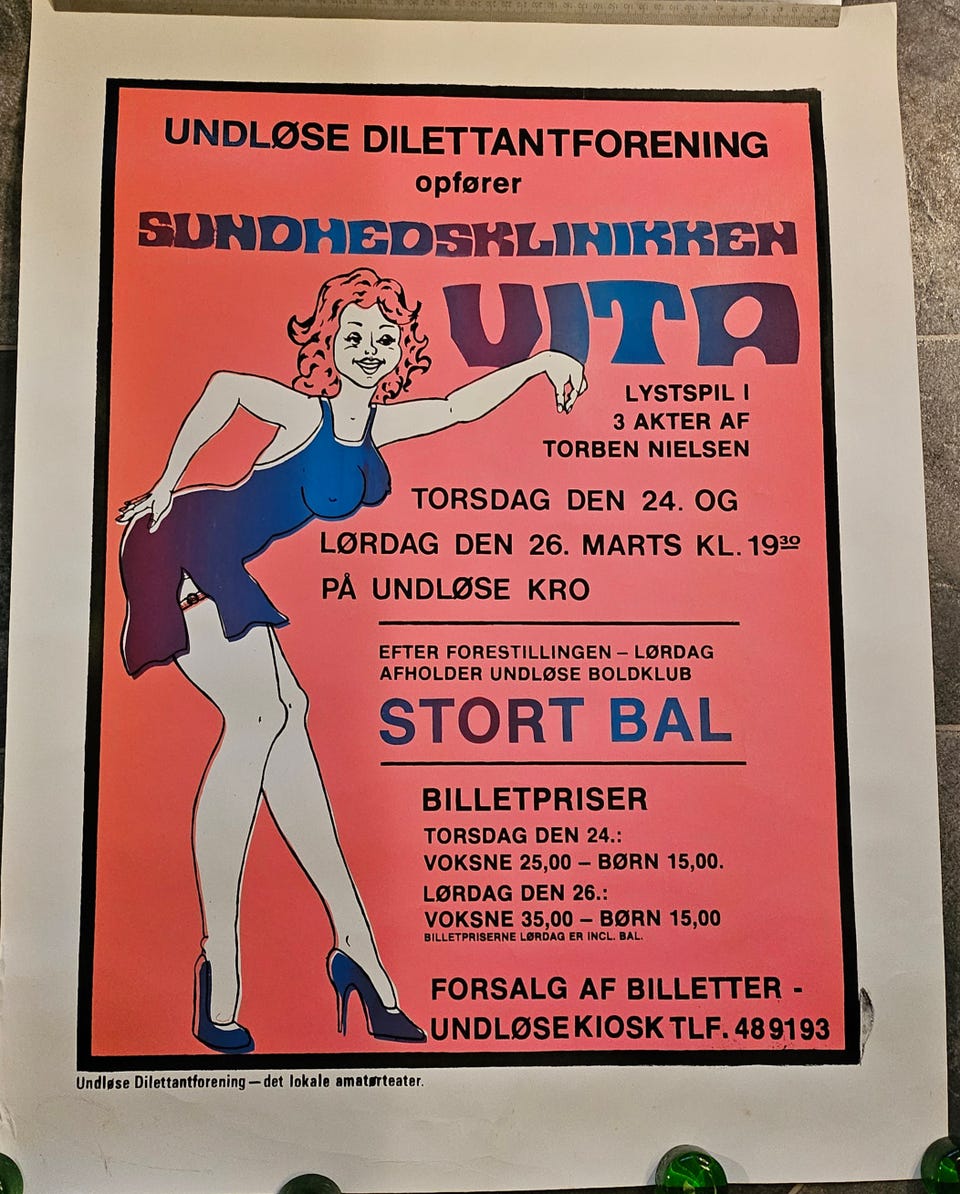 UNDLØSE DILETTANTFORENING
opfører
SUNDHEDSKLINIKKEN
VITA
LYSTSPIL I
3 AKTER AF
TORBEN NIELSEN
TORSDAG DEN 24. OG
LØRDAG DEN 26. MARTS KL. 19³⁰
PÅ UNDLØSE KRO
EFTER FORESTILLINGEN – LØRDAG
AFHOLDER UNDLØSE BOLDKLUB
STORT BAL
BILLETPRISER
TORSDAG DEN 24.:
VOKSNE 25,00 – BØRN 15,00.
LØRDAG DEN 26.:
VOKSNE 35,00 – BØRN 15,00
BILLETPRISERNE LØRDAG ER INCL. BAL.
FORSALG AF BILLETTER -
UNDLØSE KIOSK TLF. 489193
Undløse Dilettantforening – det lokale amatørteater.